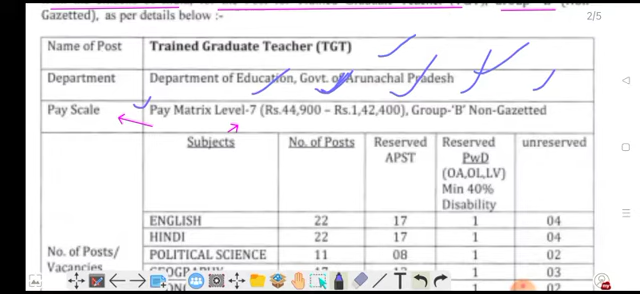 Gazetted), as per details below :-
2/5
Name of Post Trained Graduate Teacher (TGT)
Department Department of Education, Govt. of Arunachal Pradesh
Pay Scale Pay Matrix Level-7 (Rs.44,900 – Rs.1,42,400), Group-'B' Non-Gazetted
Subjects No. of Posts Reserved APST Reserved PwD (OA,OL,LV) Min 40% Disability unreserved
ENGLISH 22 17 1 04
HINDI 22 17 1 04
POLITICAL SCIENCE 11 08 1 02
No. of Posts/
Vacancies
1 03
T